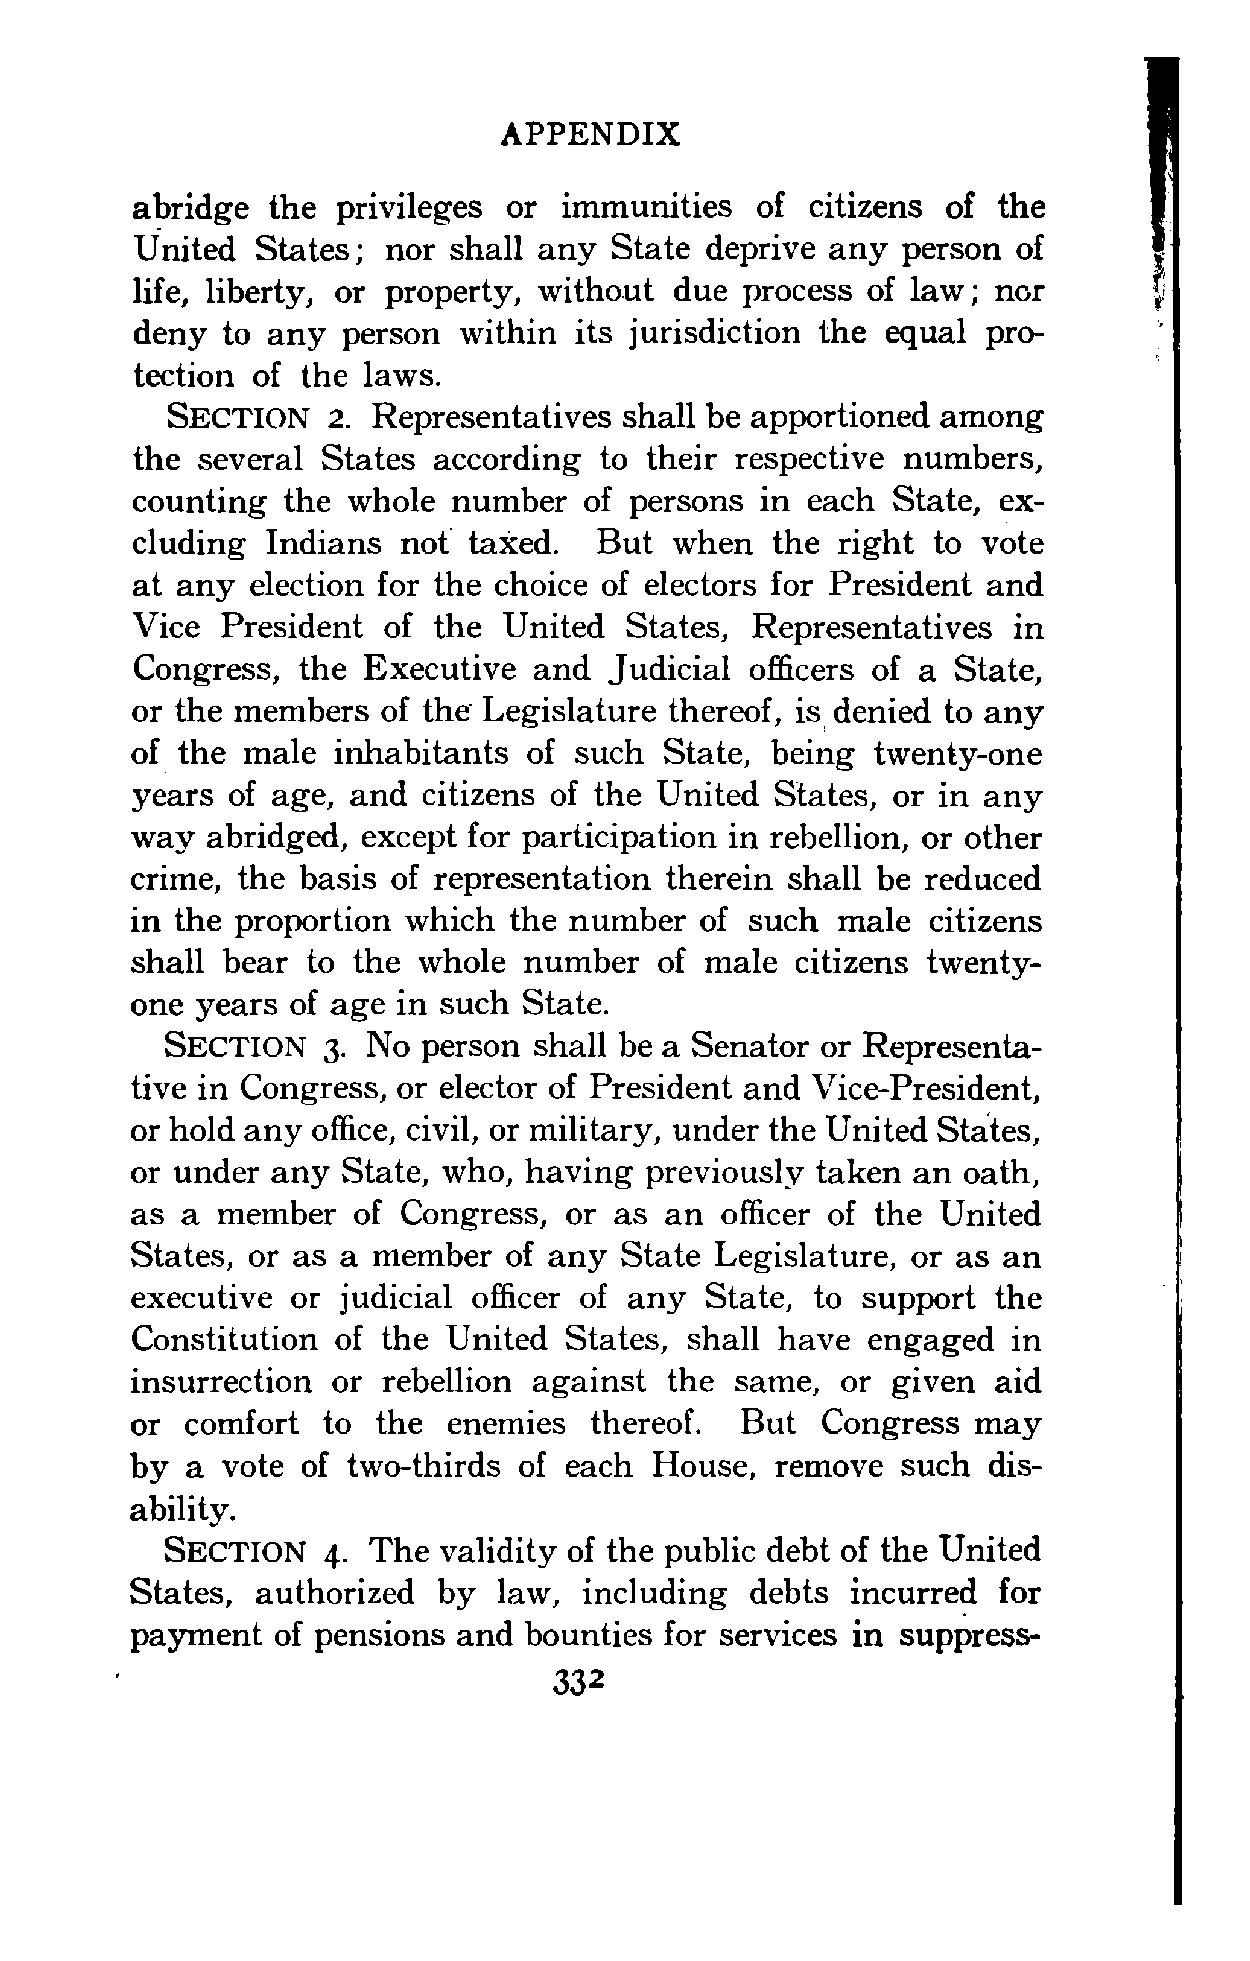 APPENDIX
abridge the privileges or immunities of citizens of the
United States; nor shall any State deprive any person of
life, liberty, or property, without due process of law; nor
deny to any person within its jurisdiction the equal pro-
tection of the laws.
SECTION 2. Representatives shall be apportioned among
the several States according to their respective numbers,
counting the whole number of persons in each State, ex-
cluding Indians not taxed. But when the right to vote
at any election for the choice of electors for President and
Vice President of the United States, Representatives in
Congress, the Executive and Judicial officers of a State,
or the members of the Legislature thereof, is denied to any
of the male inhabitants of such State, being twenty-one
years of age, and citizens of the United States, or in any
way abridged, except for participation in rebellion, or other
crime, the basis of representation therein shall be reduced
in the proportion which the number of such male citizens
shall bear to the whole number of male citizens twenty-
one years of age in such State.
SECTION 3. No person shall be a Senator or Representa-
tive in Congress, or elector of President and Vice-President,
or hold any office, civil, or military, under the United States,
or under any State, who, having previously taken an oath,
as a member of Congress, or as an officer of the United
States, or as a member of any State Legislature, or as an
executive or judicial officer of any State, to support the
Constitution of the United States, shall have engaged in
insurrection or rebellion against the same, or given aid
or comfort to the enemies thereof. But Congress may
by a vote of two-thirds of each House, remove such dis-
ability.
SECTION 4. The validity of the public debt of the United
States, authorized by law, including debts incurred for
payment of pensions and bounties for services in suppress-
332